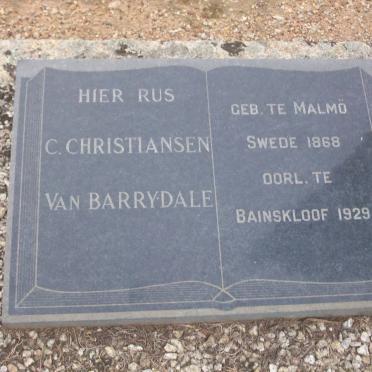 HIER RUS
C. CHRISTIANSEN
VAN BARRYDALE
GEB. TE MALMÖ
SWEDE 1868
OORL. TE
BAINSKLOOF 1929